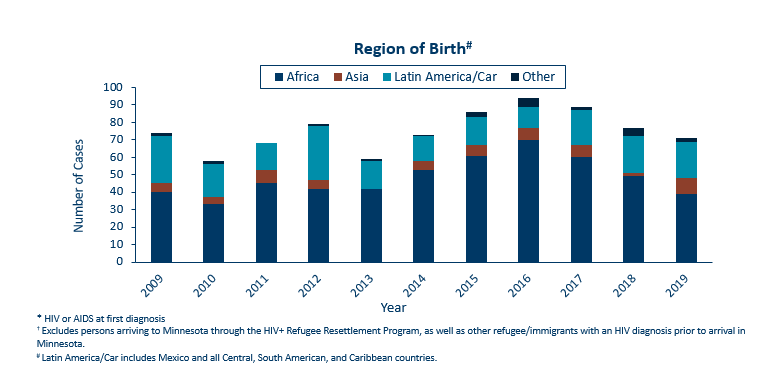 Region of Birth#
Africa Asia Latin America/Car Other
100
90
80
70
60
50
40
30
20
10
0
Number of Cases
2009 2010 2011 2012 2013 2014 2015 2016 2017 2018 2019
Year
* HIV or AIDS at first diagnosis
† Excludes persons arriving to Minnesota through the HIV+ Refugee Resettlement Program, as well as other refugee/immigrants with an HIV diagnosis prior to arrival in
Minnesota.
# Latin America/Car includes Mexico and all Central, South American, and Caribbean countries.